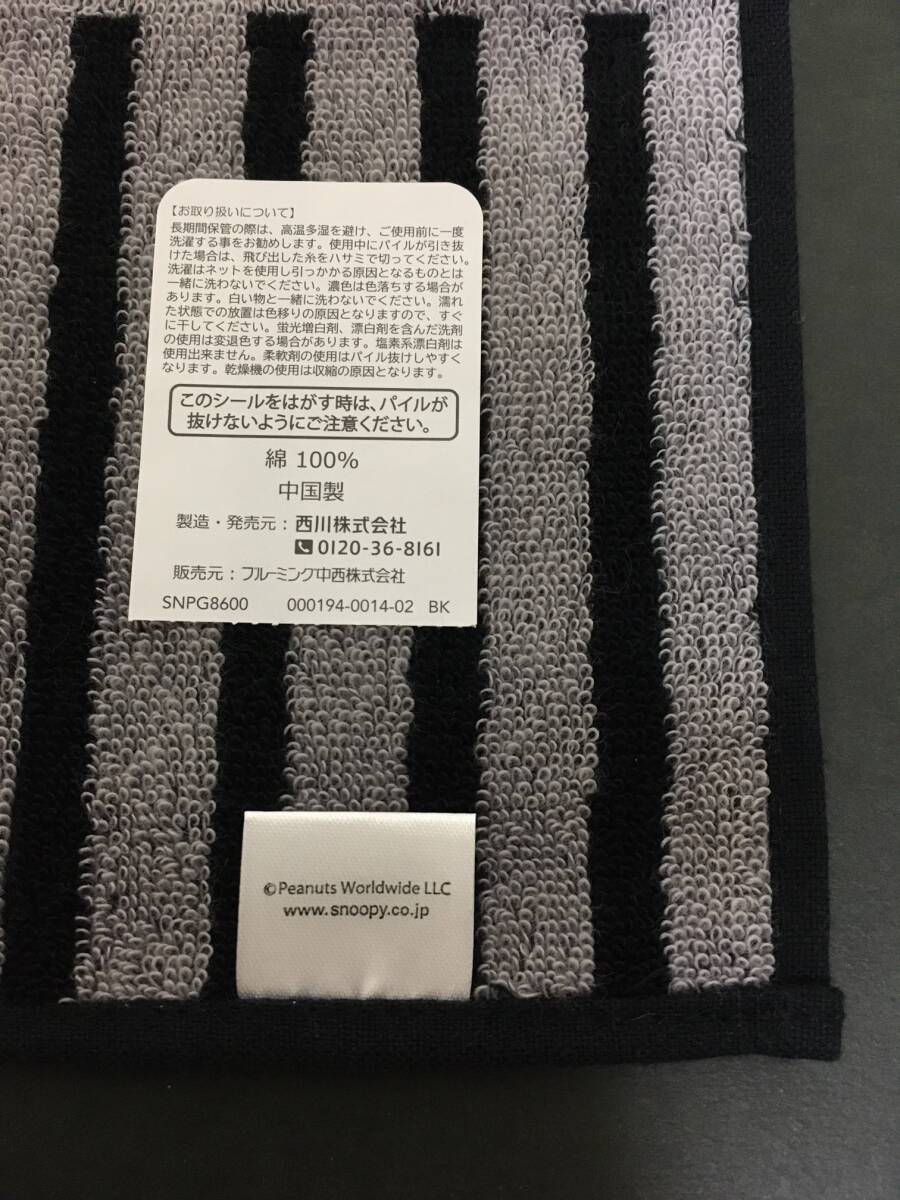 【お取り扱いについて】
長期間保管の際は、高温多湿を避け、ご使用前に一度
洗濯する事をお勧めします。使用中にパイルが引き抜
けた場合は、飛び出した糸をハサミで切ってください。
洗濯はネットを使用し引っかかる原因となるものとは
一緒に洗わないでください。濃色は色落ちする場合が
あります。白い物と一緒に洗わないでください。濡れ
た状態での放置は色移りの原因となりますので、すぐ
に干してください。蛍光増白剤、漂白剤を含んだ洗剤
の使用は変退色する場合があります。塩素系漂白剤は
使用出来ません。柔軟剤の使用はパイル抜けしやすく
なります。乾燥機の使用は収縮の原因となります。
このシールをはがす時は、パイルが
抜けないようにご注意ください。
綿 100%
中国製
製造・発売元：西川株式会社
0120-36-8161
販売元：ブルーミング中西株式会社
SNPG8600 000194-0014-02 BK
©Peanuts Worldwide LLC
www.snoopy.co.jp